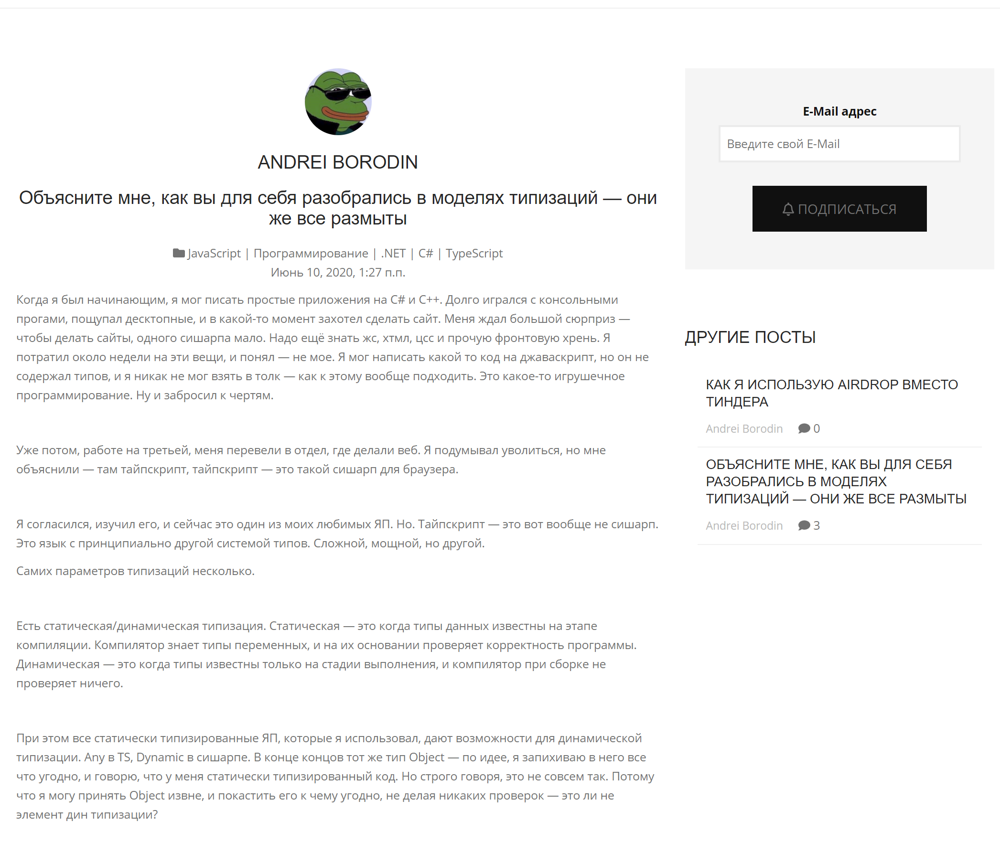 ANDREI BORODIN
Объясните мне, как вы для себя разобрались в моделях типизаций — они
же все размыты
JavaScript | Программирование | .NET | C# | TypeScript
Июнь 10, 2020, 1:27 п.п.
Когда я был начинающим, я мог писать простые приложения на C# и C++. Долго игрался с консольными
прогами, пощупал десктопные, и в какой-то момент захотел сделать сайт. Меня ждал большой сюрприз —
чтобы делать сайты, одного сишарпа мало. Надо ещё знать жс, хтмл, цсс и прочую фронтовую хрень. Я
потратил около недели на эти вещи, и понял — не мое. Я мог написать какой то код на джаваскрипт, но он не
содержал типов, и я никак не мог взять в толк — как к этому вообще подходить. Это какое-то игрушечное
программирование. Ну и забросил к чертям.
Уже потом, работе на третьей, меня перевели в отдел, где делали веб. Я подумывал уволиться, но мне
объяснили — там тайпскрипт, тайпскрипт — это такой сишарп для браузера.
Я согласился, изучил его, и сейчас это один из моих любимых ЯП. Но. Тайпскрипт — это вот вообще не сишарп.
Это язык с принципиально другой системой типов. Сложной, мощной, но другой.
Самих параметров типизаций несколько.
Есть статическая/динамическая типизация. Статическая — это когда типы данных известны на этапе
компиляции. Компилятор знает типы переменных, и на их основании проверяет корректность программы.
Динамическая — это когда типы известны только на стадии выполнения, и компилятор при сборке не
проверяет ничего.
При этом все статически типизированные ЯП, которые я использовал, дают возможности для динамической
типизации. Any в TS, Dynamic в сишарпе. В конце концов тот же тип Object — по идее, я запихиваю в него все
что угодно, и говорю, что у меня статически типизированный код. Но строго говоря, это не совсем так. Потому
что я могу принять Object извне, и покастить его к чему угодно, не делая никаких проверок — это ли не
элемент дин типизации?
E-Mail адрес
Введите свой E-Mail
ПОДПИСАТЬСЯ
ДРУГИЕ ПОСТЫ
КАК Я ИСПОЛЬЗУЮ AIRDROP ВМЕСТО
ТИНДЕРА
Andrei Borodin 0
ОБЪЯСНИТЕ МНЕ, КАК ВЫ ДЛЯ СЕБЯ
РАЗОБРАЛИСЬ В МОДЕЛЯХ
ТИПИЗАЦИЙ — ОНИ ЖЕ ВСЕ РАЗМЫТЫ
Andrei Borodin 3